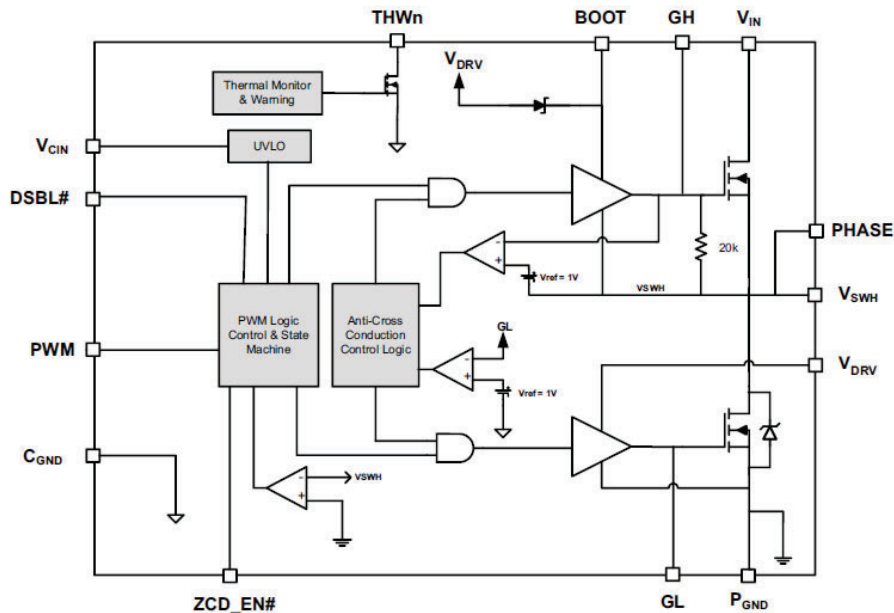 THWn
BOOT
GH
VIN
VDRV
Thermal Monitor
& Warning
VCIN
UVLO
DSBL#
PHASE
20k
Vref = 1V
VSWH
VSWH
PWM Logic
Control & State
Machine
Anti-Cross
Conduction
Control Logic
GL
PWM
VDRV
Vref = 1V
CGND
VSWH
ZCD_EN#
GL
PGND